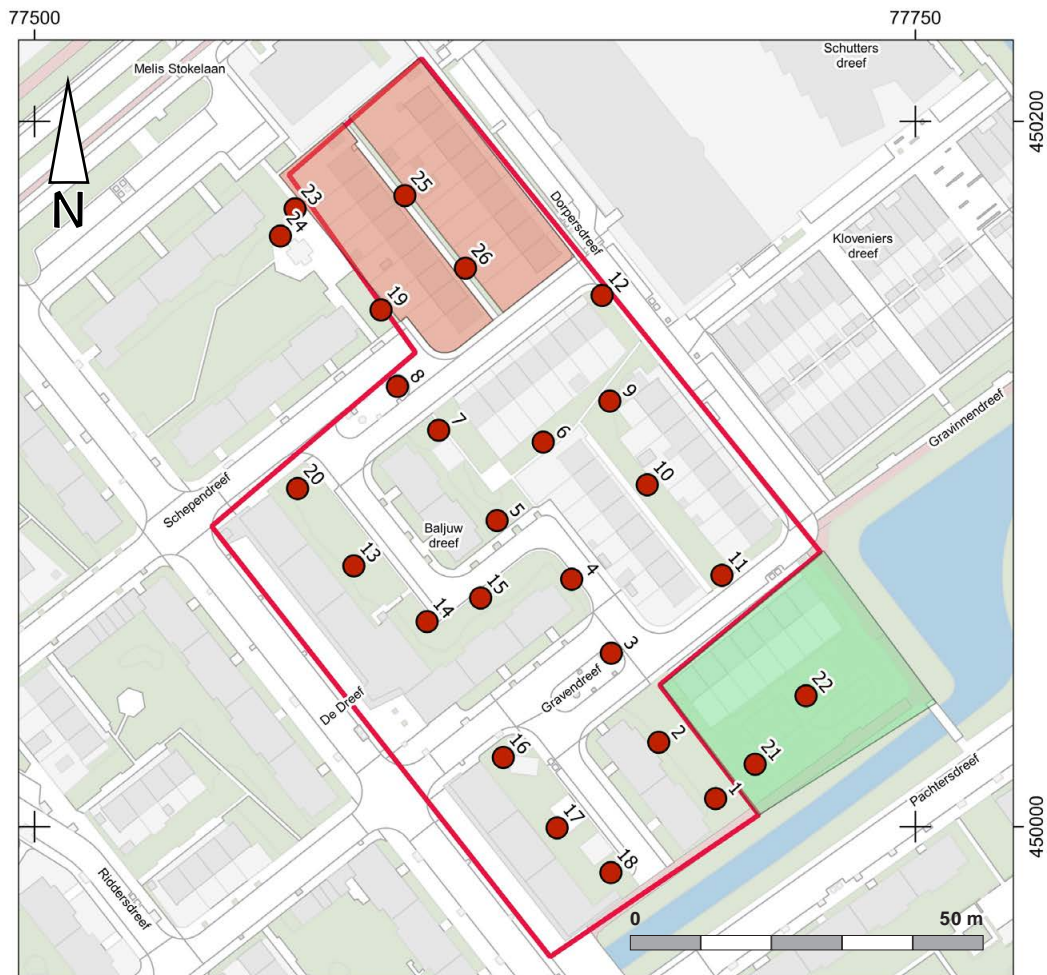 77500
77750
Melis Stokelaan
Schutters
dreef
450200
N
23
24
25
26
Dorpersdreef
Kloveniers
dreef
12
19
8
9
7
6
Gravinnendreef
10
20
Schependreef
5
Baljuw
dreef
13
15
4
11
14
3
Gravendreef
22
De Dreef
2
16
21
1
Pachtersdreef
450000
17
18
Riddersdreef
0
50 m